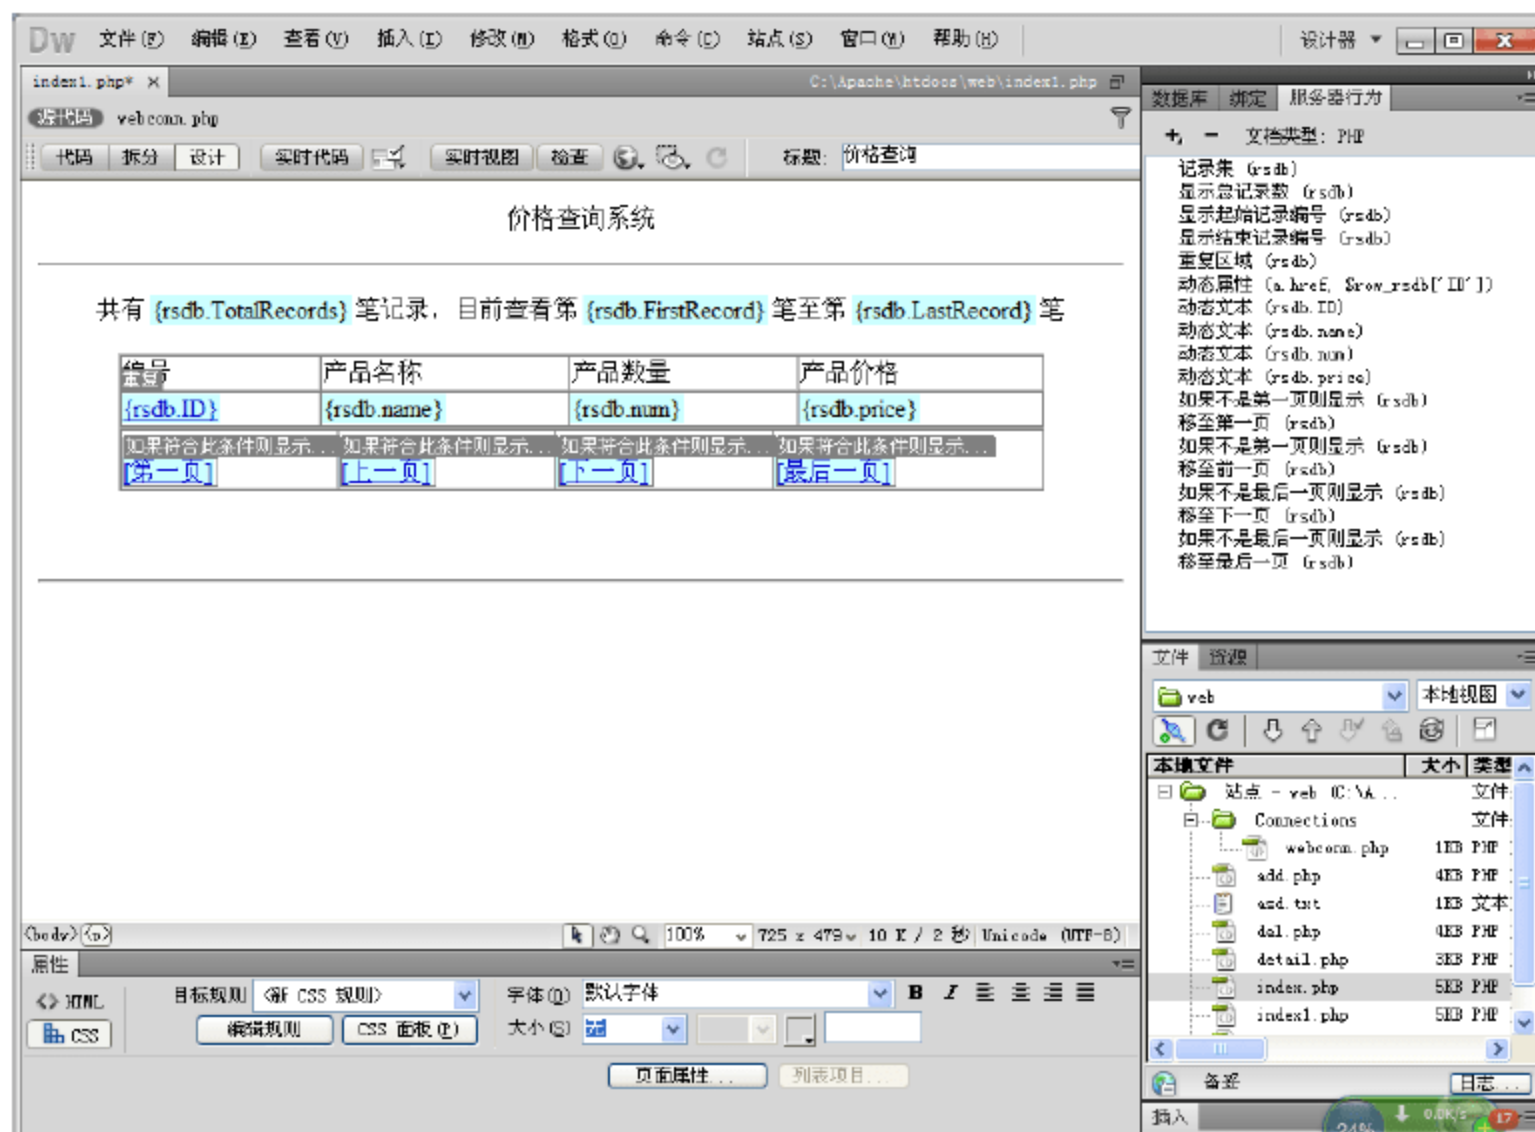 Dw 文件(F) 编辑(E) 查看(V) 插入(I) 修改(M) 格式(O) 命令(C) 站点(S) 窗口(W) 帮助(H) 设计器
index1.php* C:\Apache\htdocs\web\index1.php
源代码 webconn.php
代码 拆分 设计 实时代码 实时视图 检查 标题: 价格查询
价格查询系统
共有 {rsdb.TotalRecords} 笔记录，目前查看第 {rsdb.FirstRecord} 笔至第 {rsdb.LastRecord} 笔
重复
编号 产品名称 产品数量 产品价格
{rsdb.ID} {rsdb.name} {rsdb.num} {rsdb.price}
如果符合此条件则显示... 如果符合此条件则显示... 如果符合此条件则显示... 如果符合此条件则显示...
[第一页] [上一页] [下一页] [最后一页]
<body> <p> 100% 725 x 479 10 K / 2 秒 Unicode (UTF-8)
属性
<> HTML 目标规则 <新 CSS 规则> 字体(O) 默认字体 B I
CSS 编辑规则 CSS 面板(P) 大小(S) 无
页面属性... 列表项目...
数据库 绑定 服务器行为
+ - 文档类型: PHP
记录集 (rsdb)
显示总记录数 (rsdb)
显示起始记录编号 (rsdb)
显示结束记录编号 (rsdb)
重复区域 (rsdb)
动态属性 (a.href, $row_rsdb['ID'])
动态文本 (rsdb.ID)
动态文本 (rsdb.name)
动态文本 (rsdb.num)
动态文本 (rsdb.price)
如果不是第一页则显示 (rsdb)
移至第一页 (rsdb)
如果不是第一页则显示 (rsdb)
移至前一页 (rsdb)
如果不是最后一页则显示 (rsdb)
移至下一页 (rsdb)
如果不是最后一页则显示 (rsdb)
移至最后一页 (rsdb)
文件 资源
web 本地视图
本地文件 大小 类型
站点 - web (C:\A... 文件
Connections 文件
webconn.php 1KB PHP
add.php 4KB PHP
asd.txt 1KB 文本
del.php 4KB PHP
detail.php 3KB PHP
index.php 5KB PHP
index1.php 5KB PHP
备妥 日志...
插入 24% 0.0K/s 17